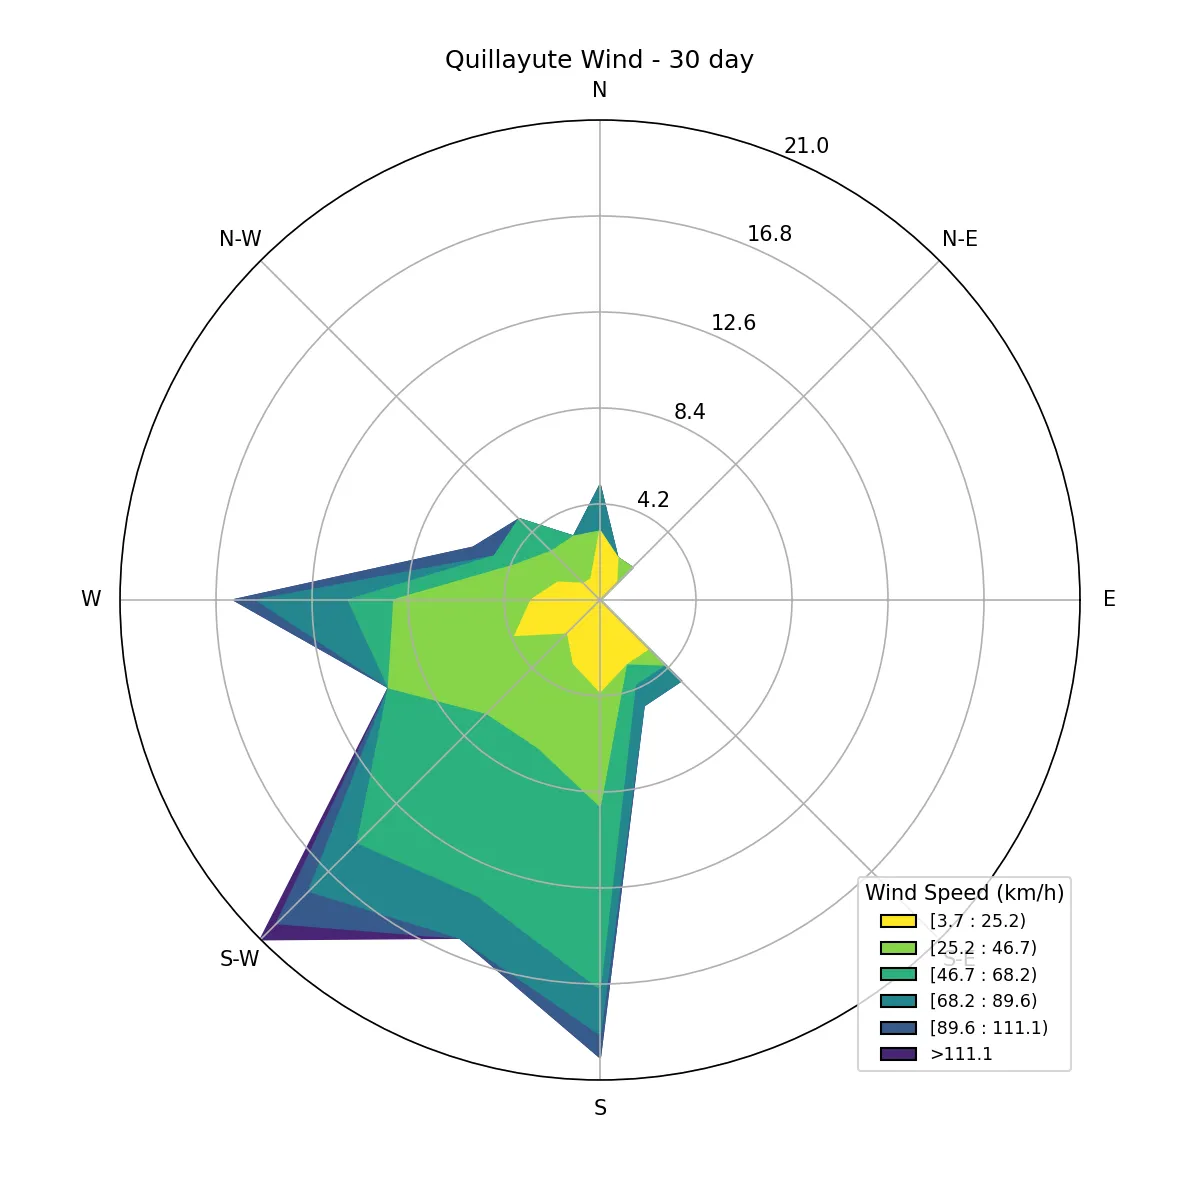 Quillayute Wind - 30 day
N
21.0
16.8
N-W
N-E
12.6
8.4
4.2
W
E
Wind Speed (km/h)
[3.7 : 25.2)
[25.2 : 46.7)
S-W
S-E
[46.7 : 68.2)
[68.2 : 89.6)
[89.6 : 111.1)
>111.1
S